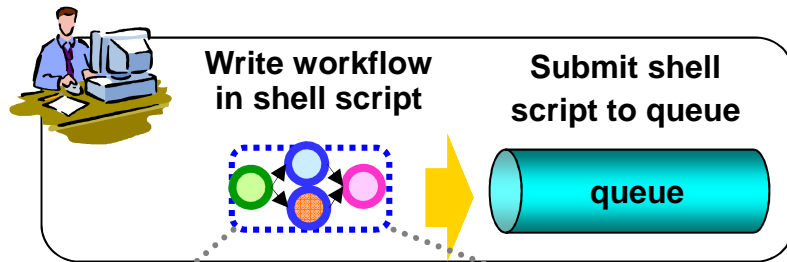 Write workflow
in shell script
Submit shell
script to queue
queue